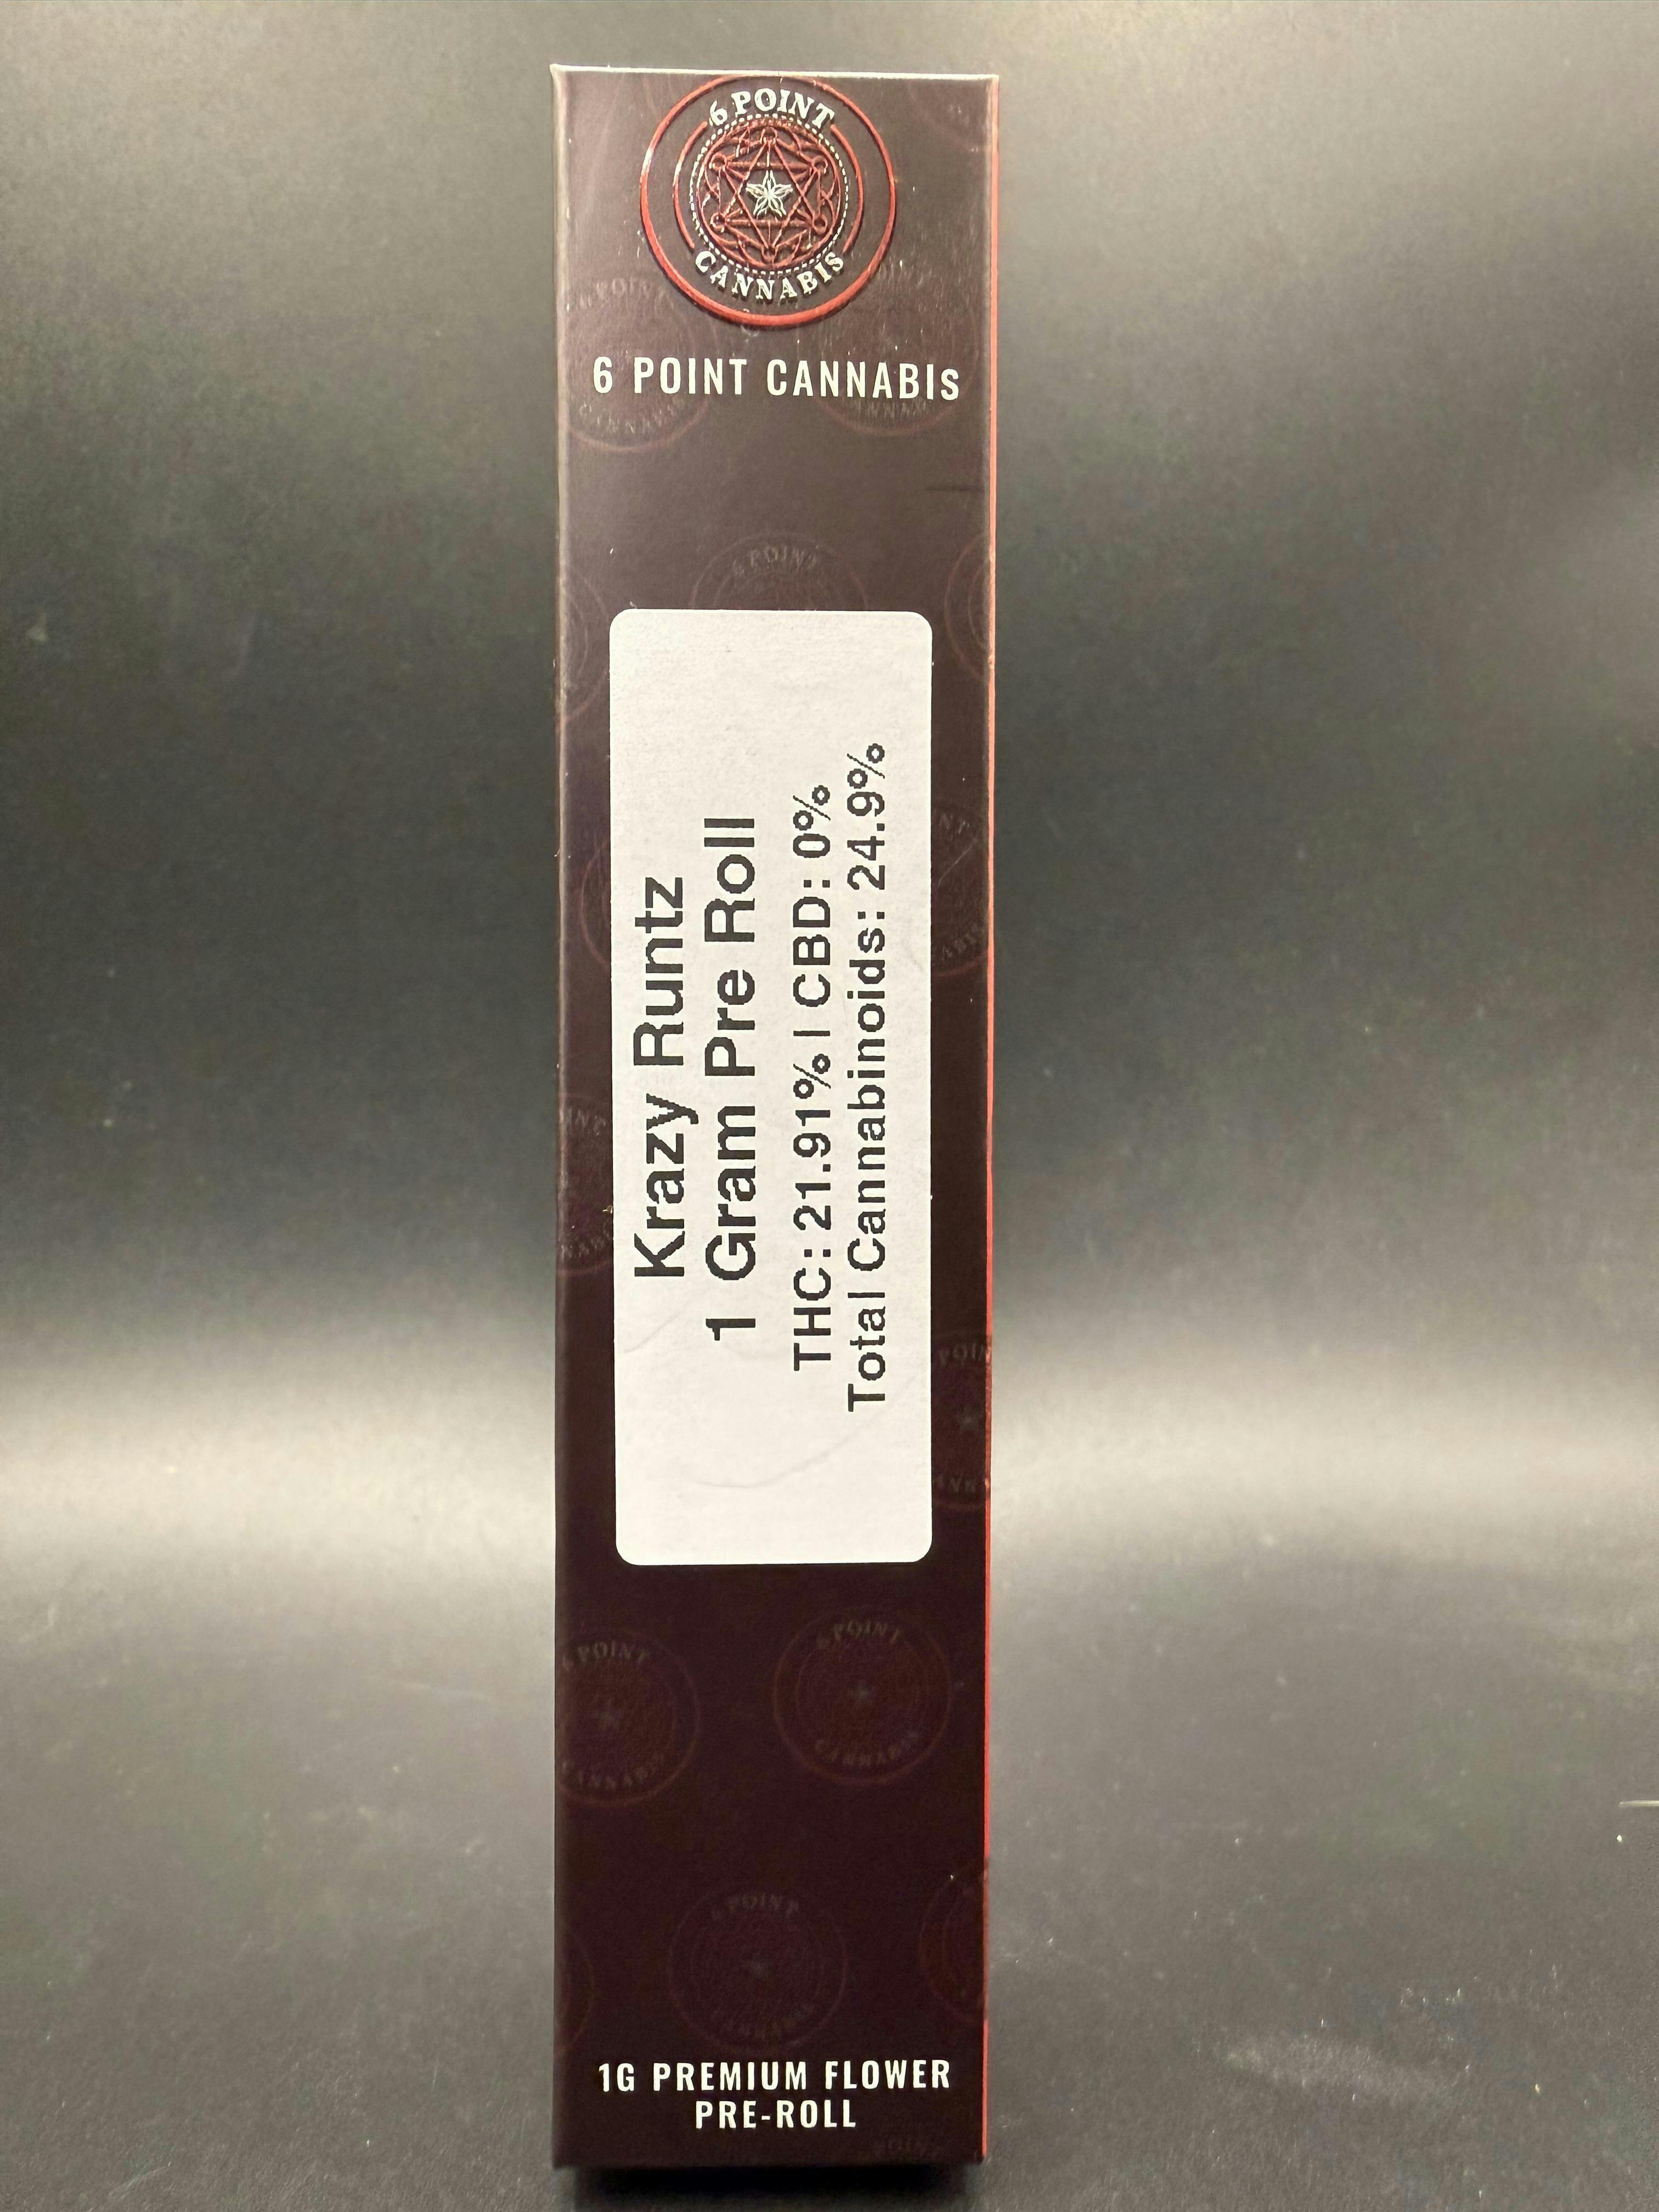 6 POINT
CANNABIS
6 POINT CANNABIS
Krazy Runtz
1 Gram Pre Roll
THC: 21.91% | CBD: 0%
Total Cannabinoids: 24.9%
1G PREMIUM FLOWER
PRE-ROLL